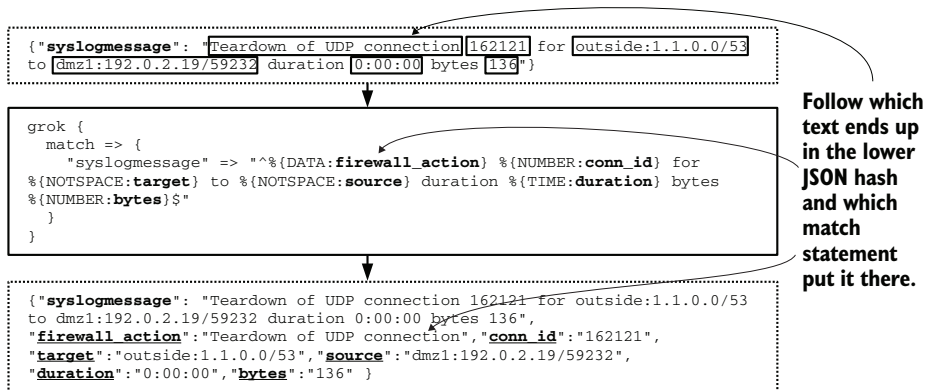 {"syslogmessage": "Teardown of UDP connection 162121 for outside:1.1.0.0/53
to dmz1:192.0.2.19/59232 duration 0:00:00 bytes 136"}
grok {
match => {
"syslogmessage" => "^%{DATA:firewall_action} %{NUMBER:conn_id} for
%{NOTSPACE:target} to %{NOTSPACE:source} duration %{TIME:duration} bytes
%{NUMBER:bytes}$"
}
}
{"syslogmessage": "Teardown of UDP connection 162121 for outside:1.1.0.0/53
to dmz1:192.0.2.19/59232 duration 0:00:00 bytes 136",
"firewall_action":"Teardown of UDP connection","conn_id":"162121",
"target":"outside:1.1.0.0/53","source":"dmz1:192.0.2.19/59232",
"duration":"0:00:00","bytes":"136" }
Follow which
text ends up
in the lower
JSON hash
and which
match
statement
put it there.